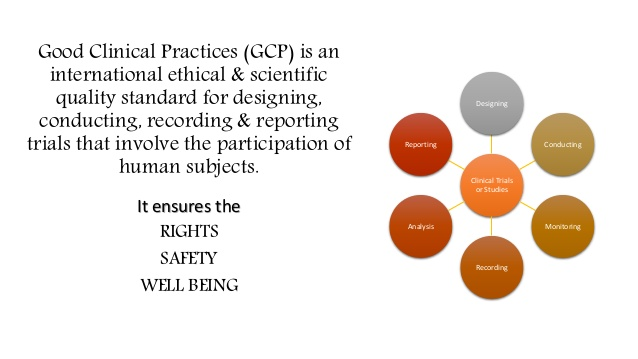 Good Clinical Practices (GCP) is an
international ethical & scientific
quality standard for designing,
conducting, recording & reporting
trials that involve the participation of
human subjects.
It ensures the
RIGHTS
SAFETY
WELL BEING
Designing
Conducting
Monitoring
Recording
Analysis
Reporting
Clinical Trials
or Studies